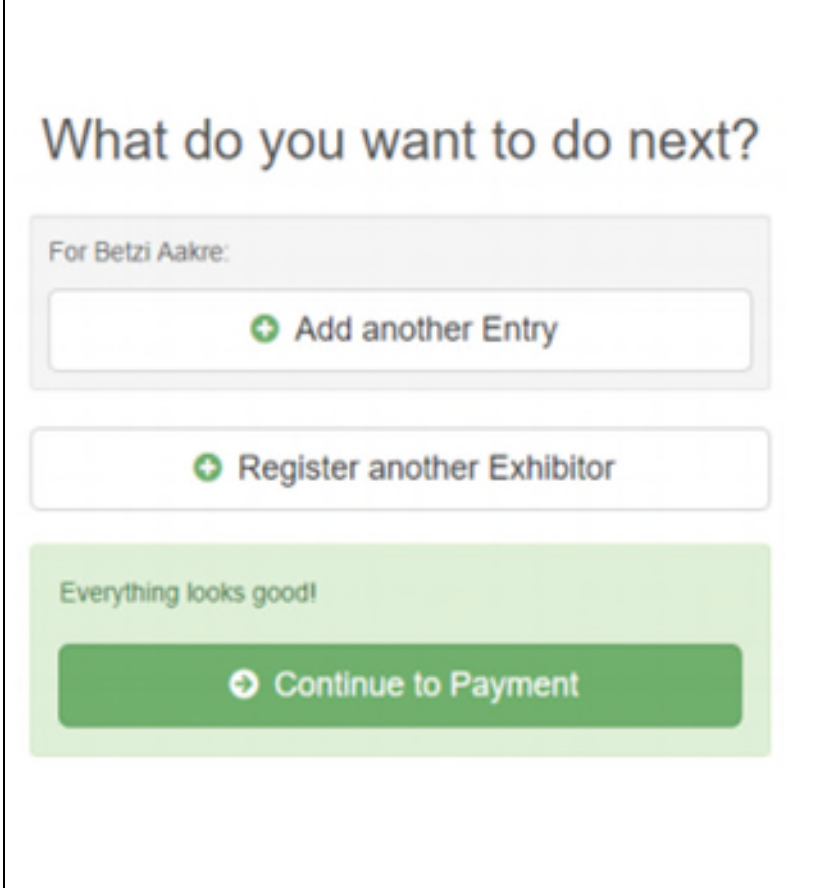 What do you want to do next?
For Betzi Aakre:
Add another Entry
Register another Exhibitor
Everything looks good!
Continue to Payment